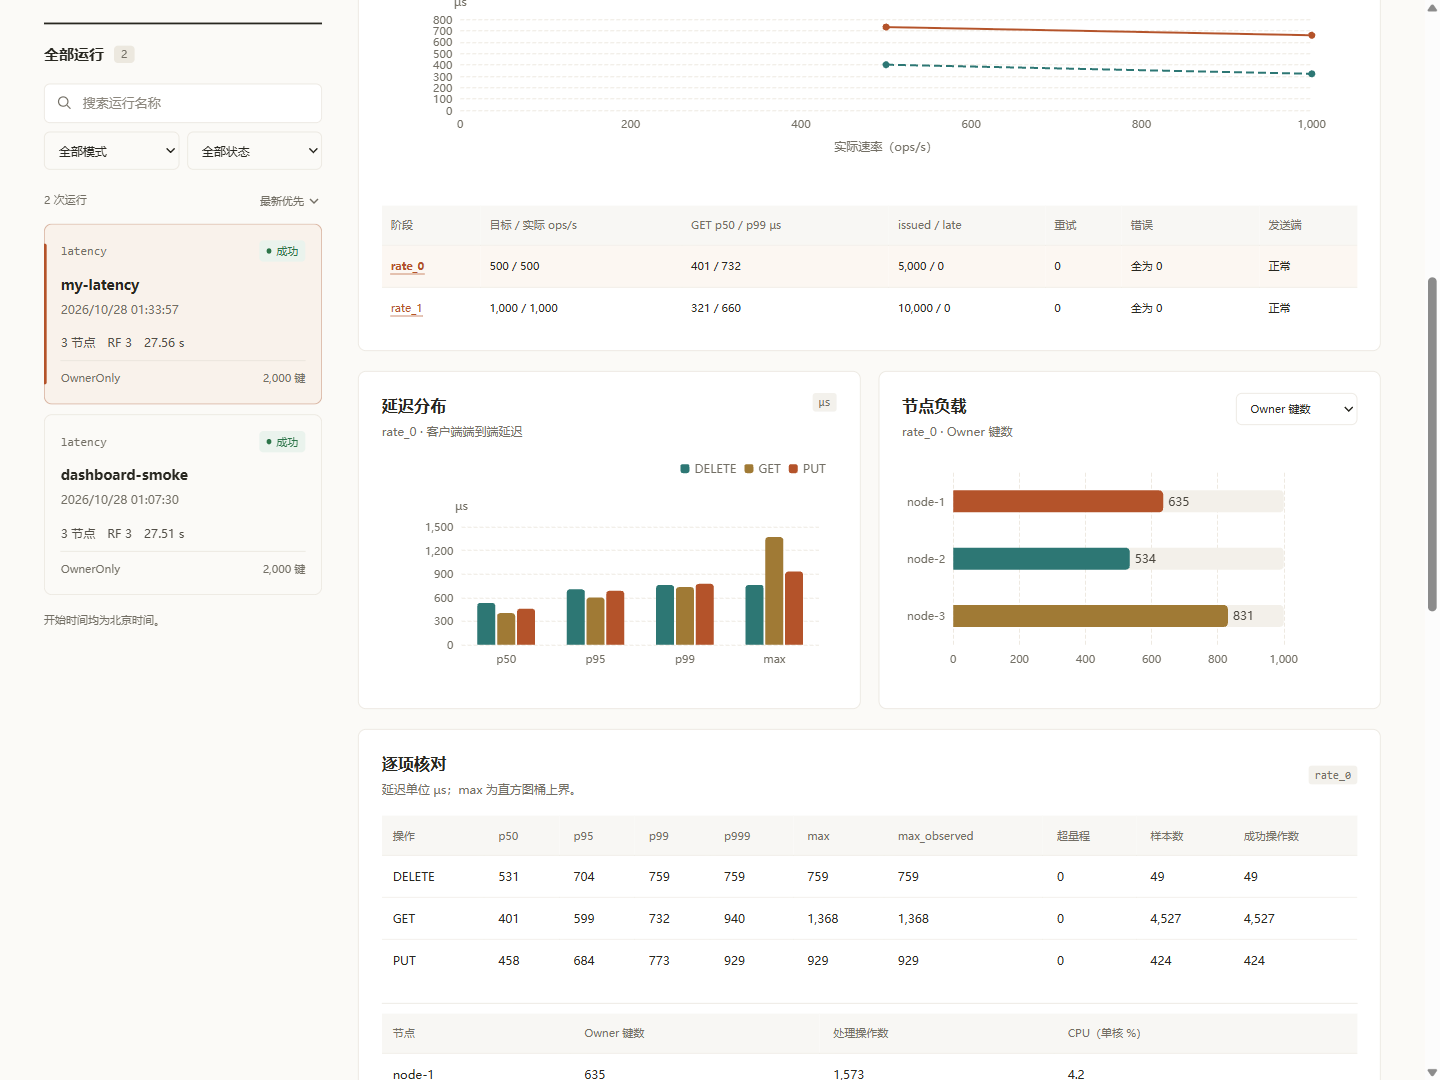 全部运行 2
搜索运行名称
全部模式
全部状态
2 次运行
最新优先
latency
成功
my-latency
2026/10/28 01:33:57
3 节点 RF 3 27.56 s
OwnerOnly 2,000 键
latency
成功
dashboard-smoke
2026/10/28 01:07:30
3 节点 RF 3 27.51 s
OwnerOnly 2,000 键
开始时间均为北京时间。
μs
800
700
600
500
400
300
200
100
0
0 200 400 600 800 1,000
实际速率（ops/s）
阶段 目标 / 实际 ops/s GET p50 / p99 μs issued / late 重试 错误 发送端
rate_0 500 / 500 401 / 732 5,000 / 0 0 全为 0 正常
rate_1 1,000 / 1,000 321 / 660 10,000 / 0 0 全为 0 正常
延迟分布
μs
rate_0 · 客户端端到端延迟
DELETE GET PUT
μs
1,500
1,200
900
600
300
0
p50 p95 p99 max
节点负载
Owner 键数
rate_0 · Owner 键数
node-1 635
node-2 534
node-3 831
0 200 400 600 800 1,000
逐项核对
延迟单位 μs；max 为直方图桶上界。
rate_0
操作 p50 p95 p99 p999 max max_observed 超量程 样本数 成功操作数
DELETE 531 704 759 759 759 759 0 49 49
GET 401 599 732 940 1,368 1,368 0 4,527 4,527
PUT 458 684 773 929 929 929 0 424 424
节点 Owner 键数 处理操作数 CPU（单核 %）
node-1 635 1,573 4.2